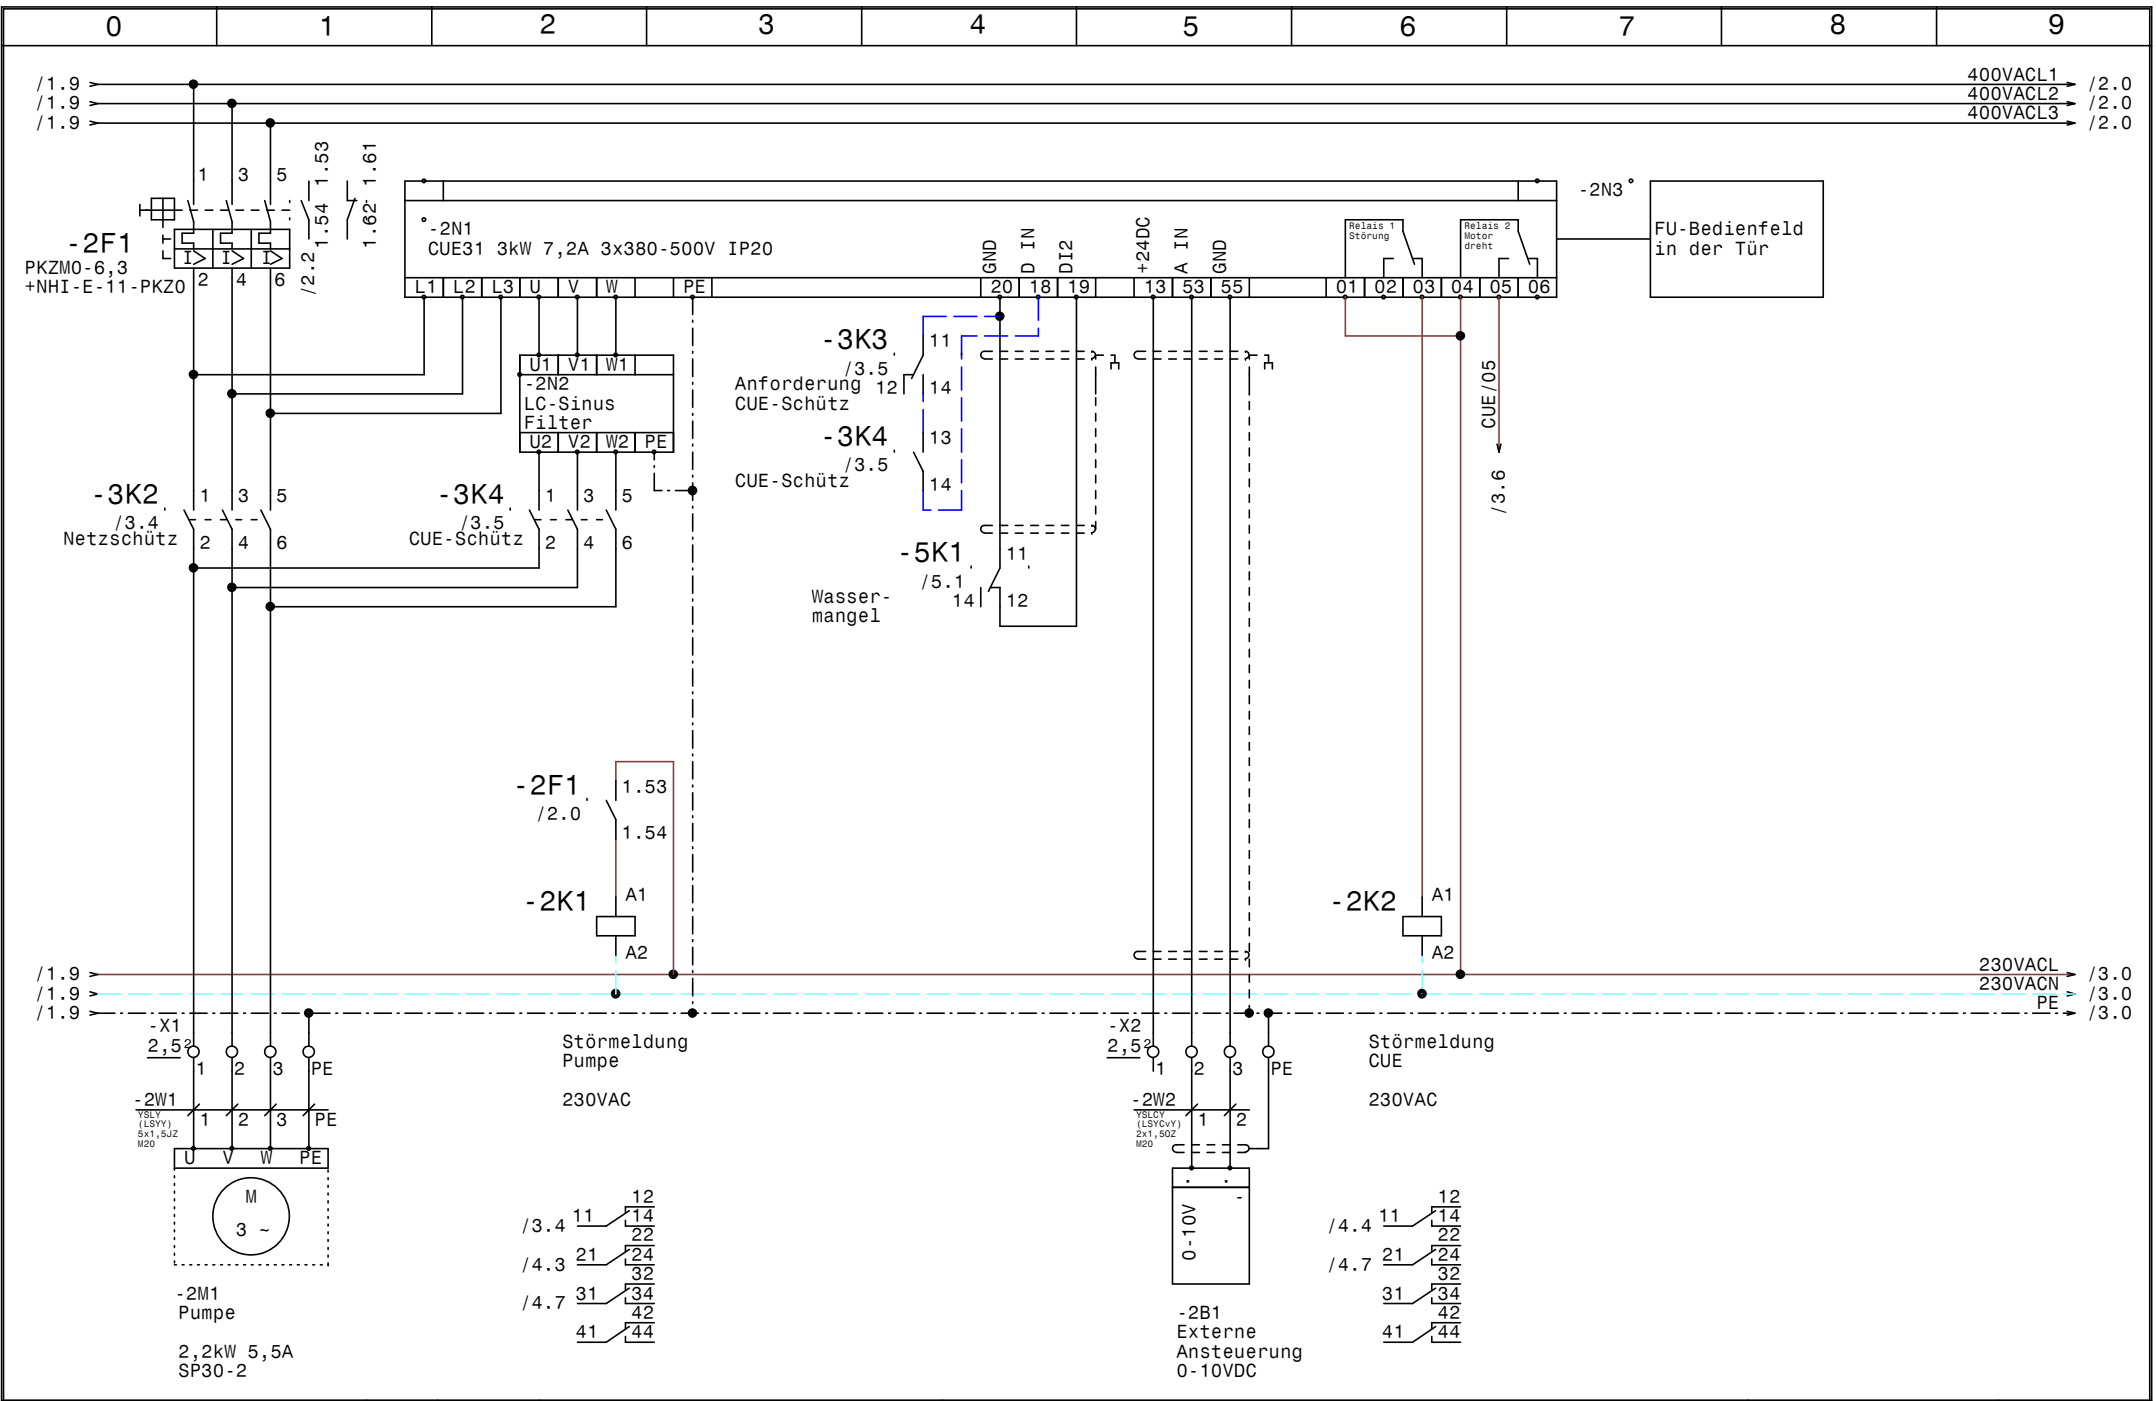 0 1 2 3 4 5 6 7 8 9
/1.9 400VACL1 /2.0
/1.9 400VACL2 /2.0
/1.9 400VACL3 /2.0
1 3 5
1.53 1.61
1.54 1.62
-2F1
PKZM0-6,3
+NHI-E-11-PKZ0
I> I> I>
2 4 6
/2.2
-2N1
CUE31 3kW 7,2A 3x380-500V IP20
GND D IN DI2 +24DC A IN GND
Relais 1
Störung
Relais 2
Motor
dreht
-2N3
FU-Bedienfeld
in der Tür
L1 L2 L3 U V W PE 20 18 19 13 53 55 01 02 03 04 05 06
U1 V1 W1
-2N2
LC-Sinus
Filter
U2 V2 W2 PE
-3K3
/3.5
Anforderung
CUE-Schütz
11
12 14
-3K4
/3.5
CUE-Schütz
13
14
CUE/05
/3.6
-3K2
/3.4
Netzschütz
1 3 5
2 4 6
-3K4
/3.5
CUE-Schütz
1 3 5
2 4 6
-5K1
/5.1
Wasser-
mangel
11
14 12
-2F1
/2.0
1.53
1.54
-2K1
A1
A2
-2K2
A1
A2
/1.9 230VACL /3.0
/1.9 230VACN /3.0
/1.9 PE /3.0
-X1
2,5²
1 2 3 PE
Störmeldung
Pumpe
230VAC
-X2
2,5²
1 2 3 PE
Störmeldung
CUE
230VAC
-2W1
YSLY
(LSYY)
5x1,5JZ
M20
1 2 3 PE
-2W2
YSLCY
(LSYCvY)
2x1,5OZ
M20
1 2
U V W PE
M
3 ~
-2M1
Pumpe
2,2kW 5,5A
SP30-2
12
/3.4 11 14
22
/4.3 21 24
32
/4.7 31 34
42
41 44
-
0-10V
-2B1
Externe
Ansteuerung
0-10VDC
12
/4.4 11 14
22
/4.7 21 24
32
31 34
42
41 44